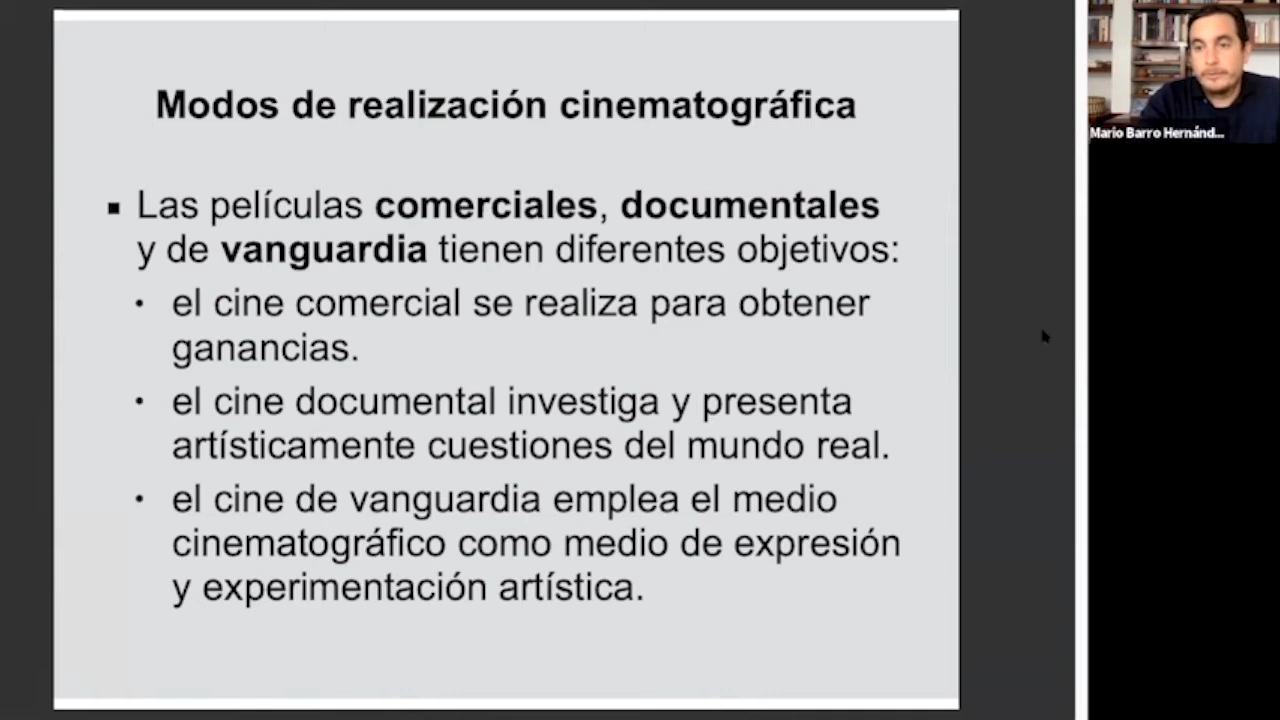 Modos de realización cinematográfica
▪ Las películas comerciales, documentales
y de vanguardia tienen diferentes objetivos:
• el cine comercial se realiza para obtener
ganancias.
• el cine documental investiga y presenta
artísticamente cuestiones del mundo real.
• el cine de vanguardia emplea el medio
cinematográfico como medio de expresión
y experimentación artística.
Mario Barro Hernánd...